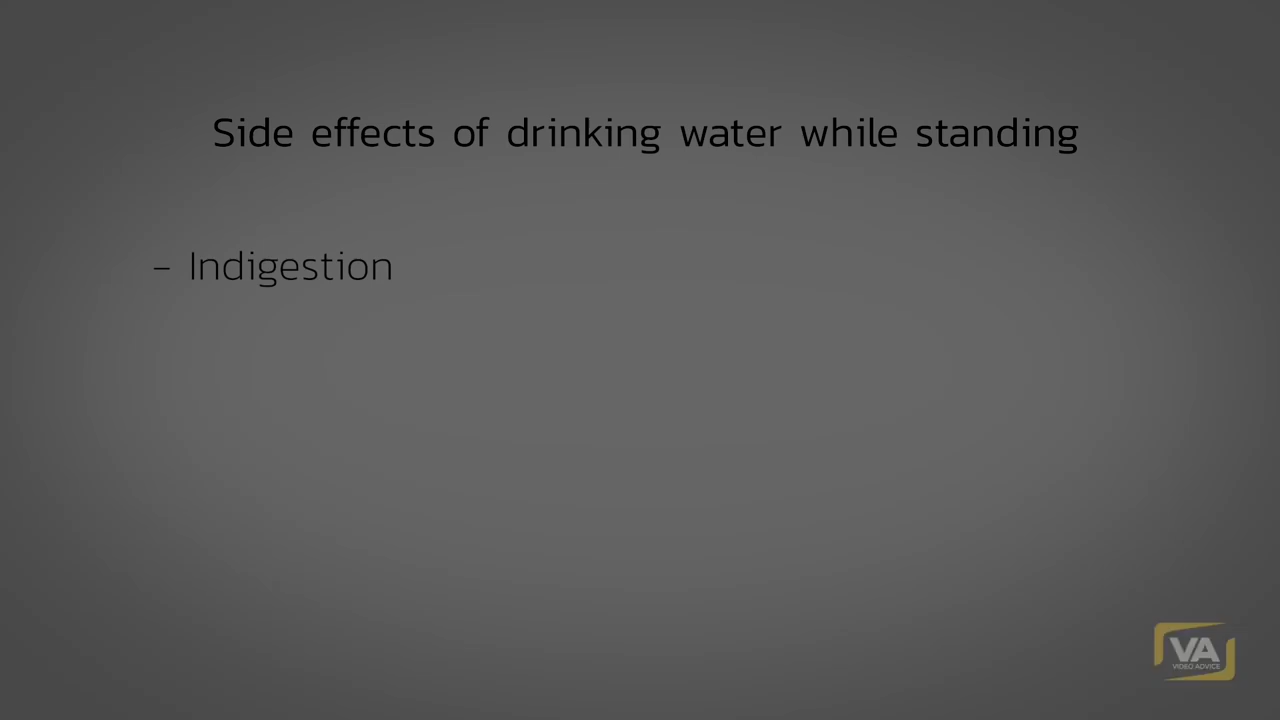 Side effects of drinking water while standing
- Indigestion
VA
VIDEO ADVICE